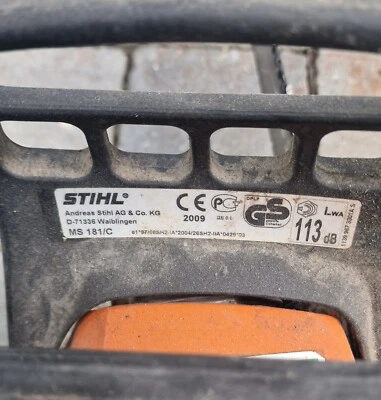 STIHL®
Andreas Stihl AG & Co. KG
D-71336 Waiblingen
MS 181/C
CE
2009
GS
LWA
113 dB